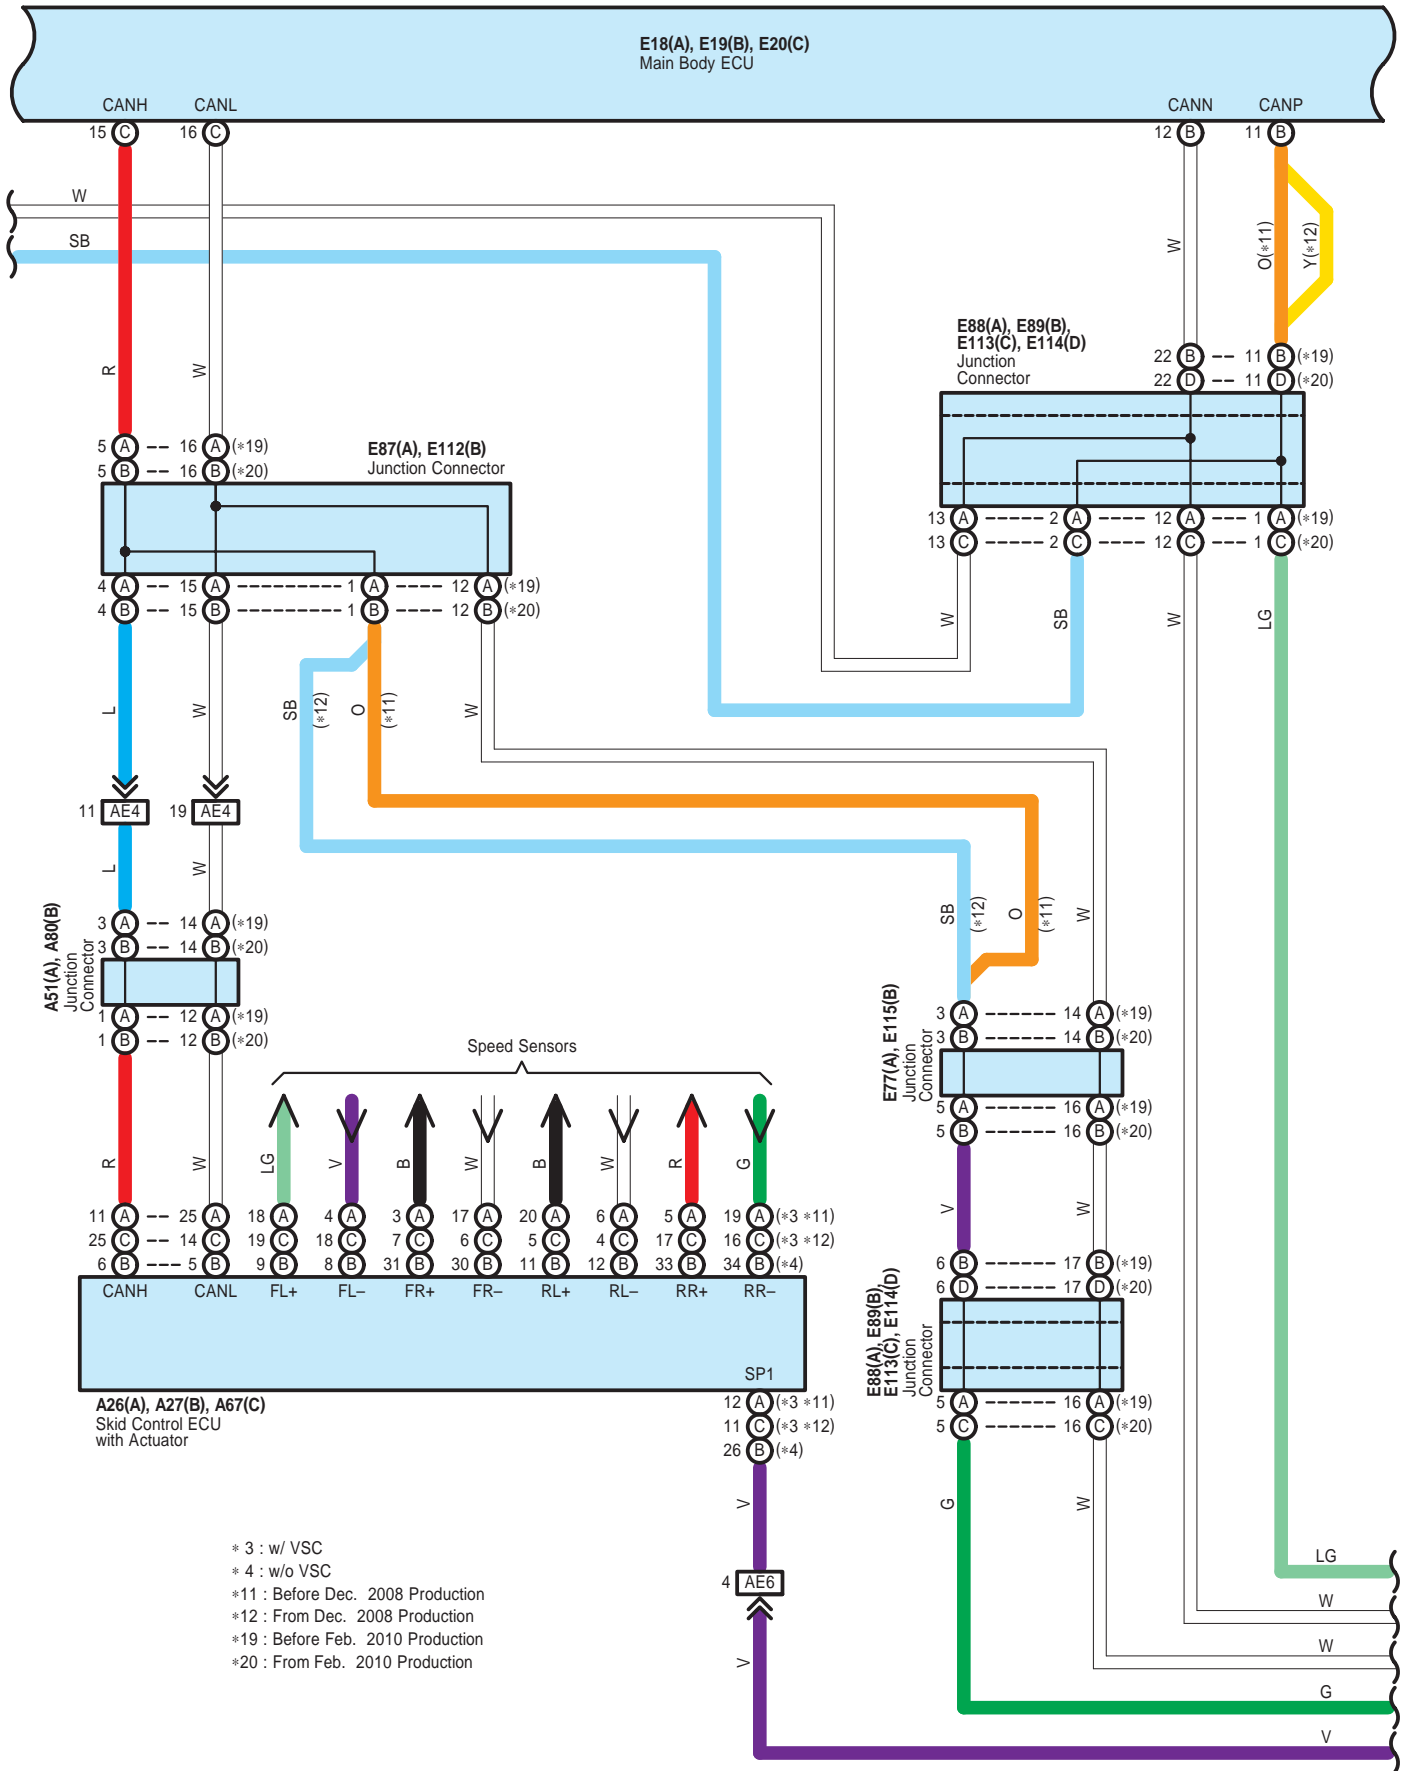 E18(A), E19(B), E20(C)
Main Body ECU
CANH CANL CANN CANP
15 C 16 C 12 B 11 B
W
SB
W
O(*11)
Y(*12)
R
W
E88(A), E89(B),
E113(C), E114(D)
Junction
Connector
22 B 11 B (*19)
22 D 11 D (*20)
5 A 16 A (*19)
5 B 16 B (*20)
E87(A), E112(B)
Junction Connector
13 A 2 A 12 A 1 A (*19)
13 C 2 C 12 C 1 C (*20)
4 A 15 A 1 A 12 A (*19)
4 B 15 B 1 B 12 B (*20)
W
SB
W
LG
L
W
SB
(*12)
O
(*11)
W
11 AE4 19 AE4
L
W
SB
(*12)
O
(*11)
W
A51(A), A80(B)
Junction
Connector
3 A 14 A (*19)
3 B 14 B (*20)
1 A 12 A (*19)
1 B 12 B (*20)
E77(A), E115(B)
Junction
Connector
3 A 14 A (*19)
3 B 14 B (*20)
5 A 16 A (*19)
5 B 16 B (*20)
Speed Sensors
R W LG V B W B W R G
V W
11 A 25 A 18 A 4 A 3 A 17 A 20 A 6 A 5 A 19 A (*3 *11)
25 C 14 C 19 C 18 C 7 C 6 C 5 C 4 C 17 C 16 C (*3 *12)
6 B 5 B 9 B 8 B 31 B 30 B 11 B 12 B 33 B 34 B (*4)
CANH CANL FL+ FL– FR+ FR– RL+ RL– RR+ RR–
SP1
E88(A), E89(B),
E113(C), E114(D)
Junction
Connector
6 B 17 B (*19)
6 D 17 D (*20)
5 A 16 A (*19)
5 C 16 C (*20)
A26(A), A27(B), A67(C)
Skid Control ECU
with Actuator
12 A (*3 *11)
11 C (*3 *12)
26 B (*4)
V
G
W
* 3 : w/ VSC
* 4 : w/o VSC
*11 : Before Dec. 2008 Production
*12 : From Dec. 2008 Production
*19 : Before Feb. 2010 Production
*20 : From Feb. 2010 Production
4 AE6
V
LG
W
W
G
V